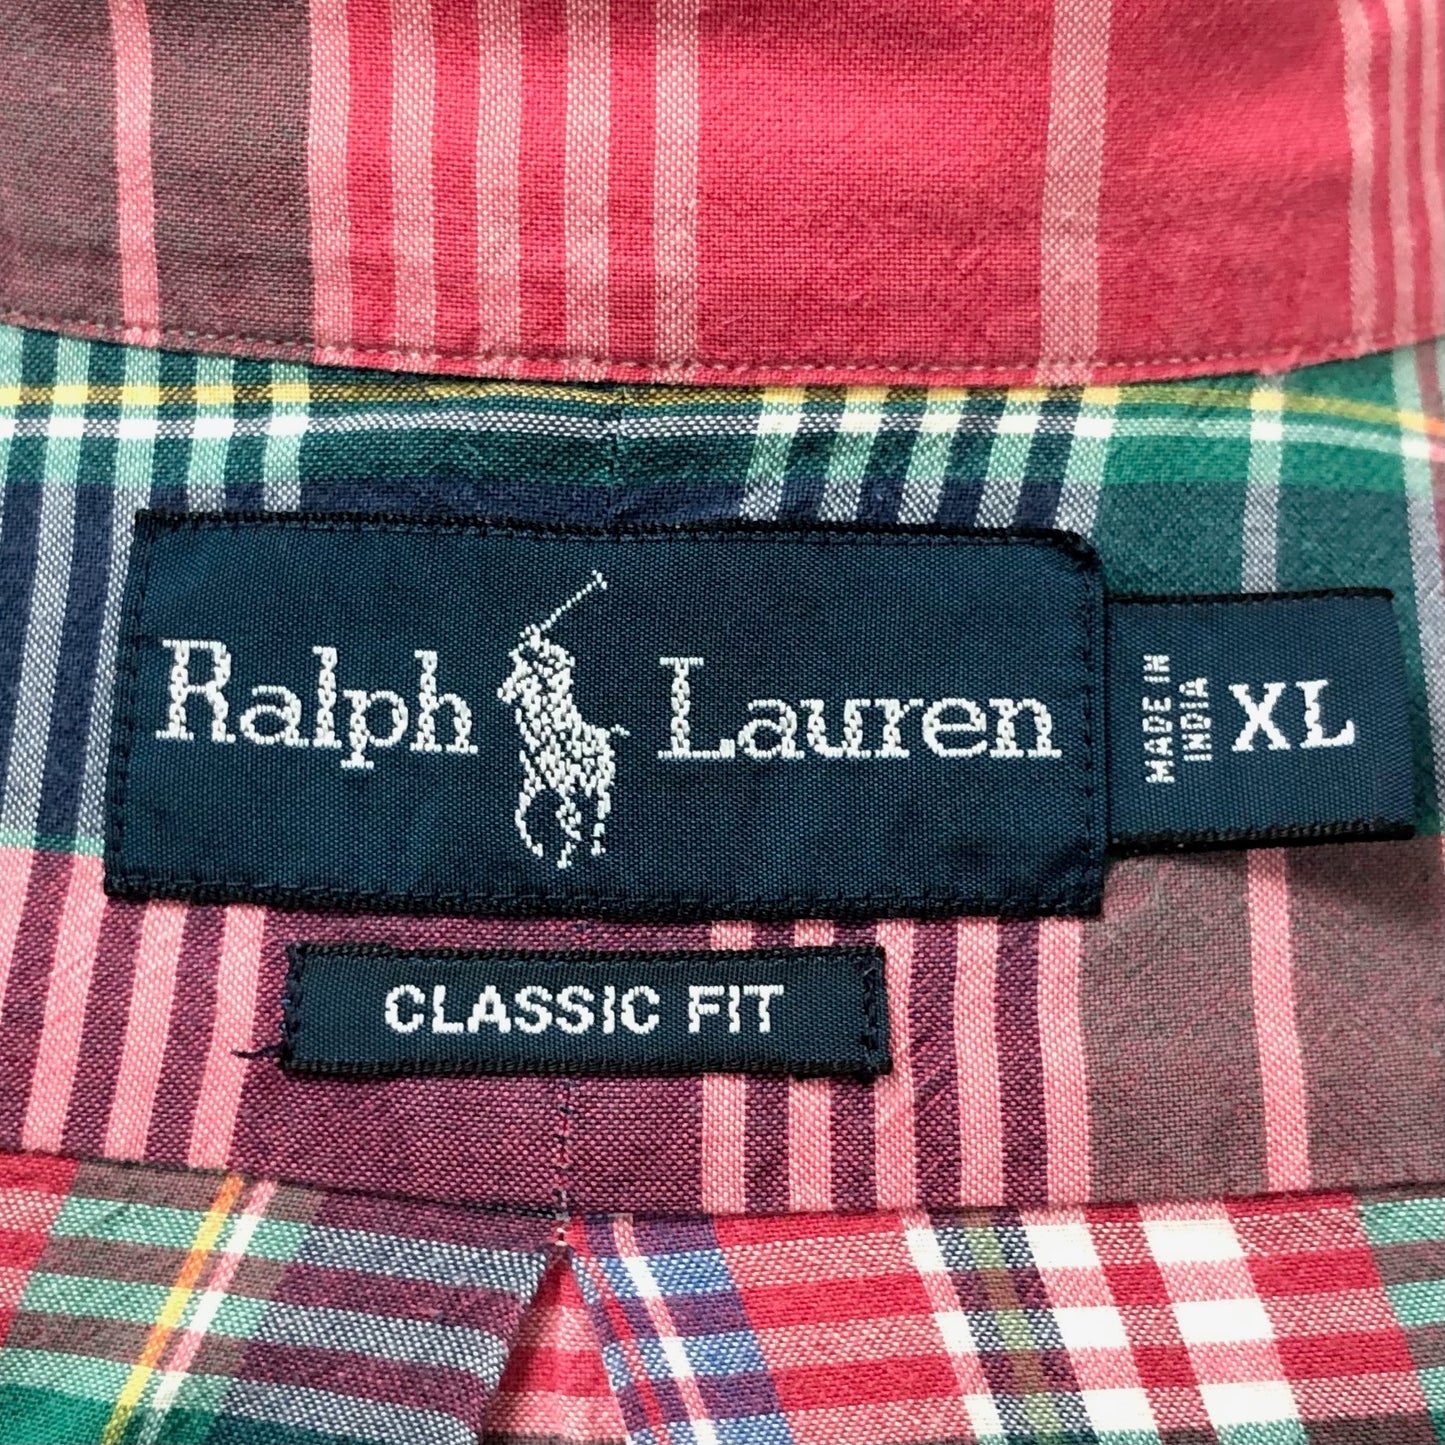 Ralph Lauren
MADE IN
INDIA
XL
CLASSIC FIT